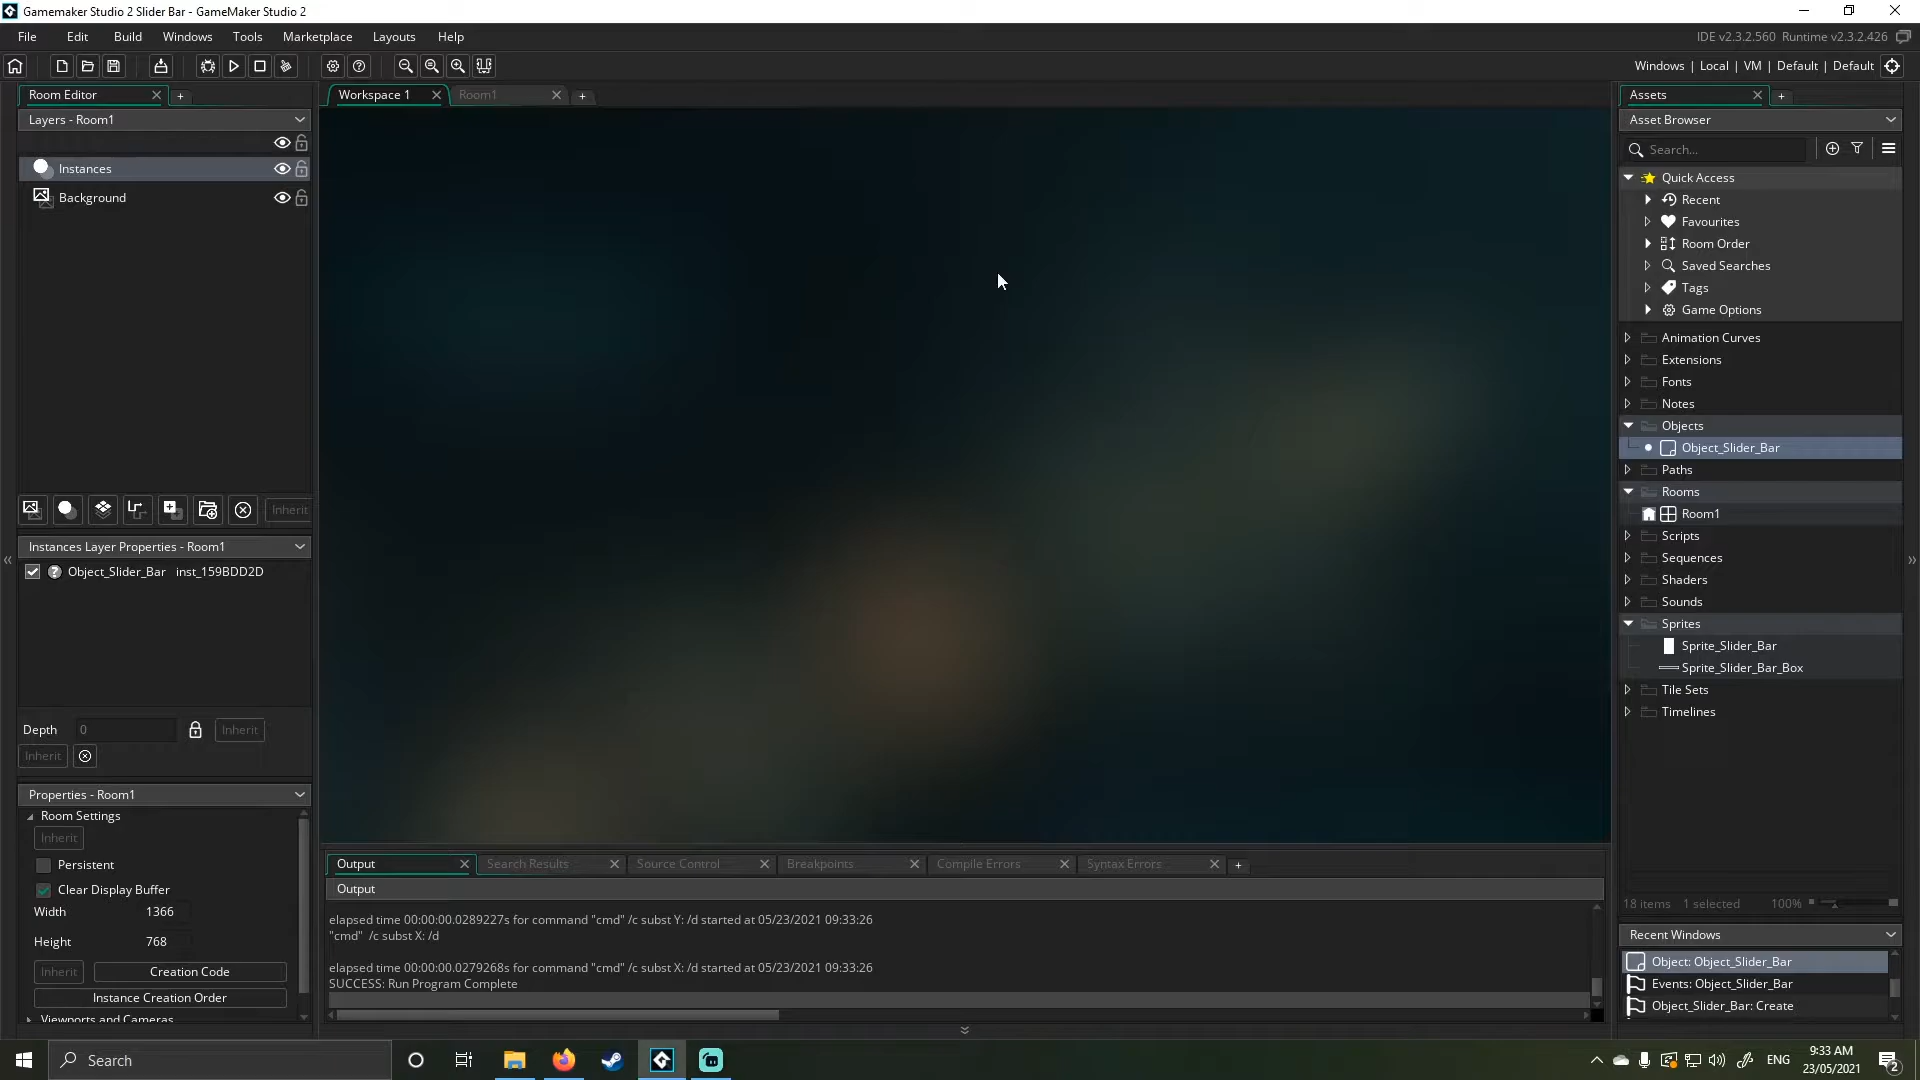 Gamemaker Studio 2 Slider Bar - GameMaker Studio 2
File Edit Build Windows Tools Marketplace Layouts Help
IDE v2.3.2.560 Runtime v2.3.2.426
Windows | Local | VM | Default | Default
Room Editor
Workspace 1
Room1
Assets
Layers - Room1
Asset Browser
Search...
Instances
Background
Quick Access
Recent
Favourites
Room Order
Saved Searches
Tags
Game Options
Animation Curves
Extensions
Fonts
Notes
Objects
Object_Slider_Bar
Paths
Rooms
Room1
Scripts
Sequences
Shaders
Sounds
Sprites
Sprite_Slider_Bar
Sprite_Slider_Bar_Box
Tile Sets
Timelines
18 items 1 selected 100%
Recent Windows
Object: Object_Slider_Bar
Events: Object_Slider_Bar
Object_Slider_Bar: Create
Inherit
Instances Layer Properties - Room1
Object_Slider_Bar inst_159BDD2D
Depth 0 Inherit
Inherit
Properties - Room1
Room Settings
Inherit
Persistent
Clear Display Buffer
Width 1366
Height 768
Inherit Creation Code
Instance Creation Order
Viewports and Cameras
Output Search Results Source Control Breakpoints Compile Errors Syntax Errors
Output
elapsed time 00:00:00.0289227s for command "cmd" /c subst Y: /d started at 05/23/2021 09:33:26
"cmd" /c subst X: /d
elapsed time 00:00:00.0279268s for command "cmd" /c subst X: /d started at 05/23/2021 09:33:26
SUCCESS: Run Program Complete
Search
ENG
9:33 AM
23/05/2021
2